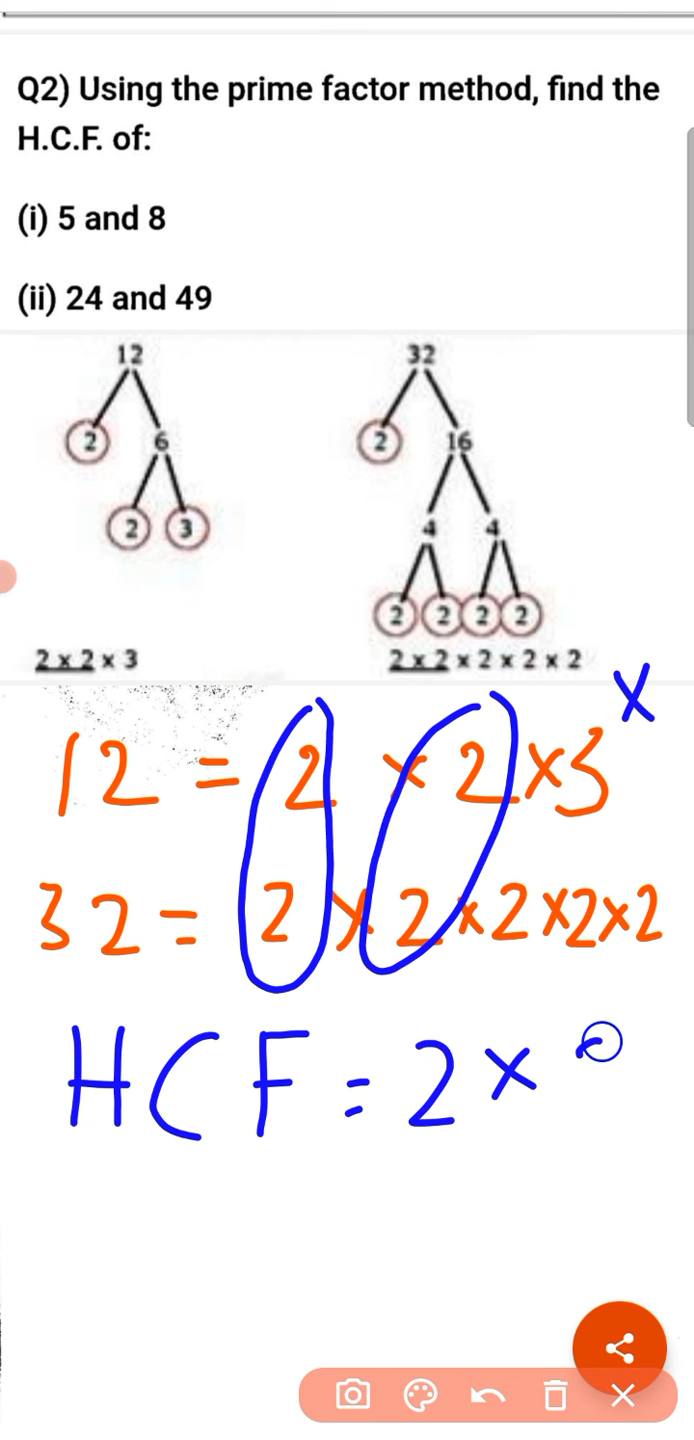 Q2) Using the prime factor method, find the
H.C.F. of:
(i) 5 and 8
(ii) 24 and 49
12 32
2 6 2 16
2 3 4 4
2 2 2 2
2 x 2 x 3 2 x 2 x 2 x 2 x 2
x
12 = 2 x 2 x 3
32 = 2 x 2 x 2 x 2 x 2
HCF = 2 x